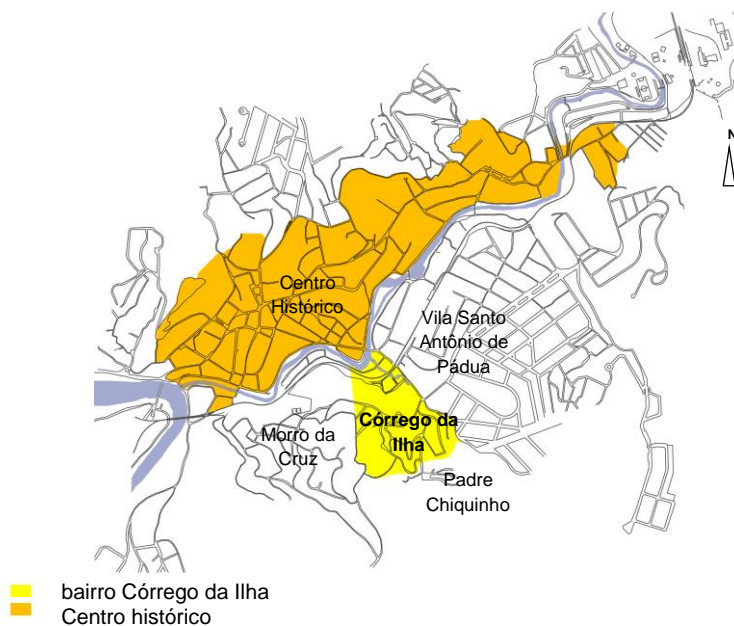 N
Centro
Histórico
Vila Santo
Antônio de
Pádua
Córrego da
Ilha
Morro da
Cruz
Padre
Chiquinho
bairro Córrego da Ilha
Centro histórico